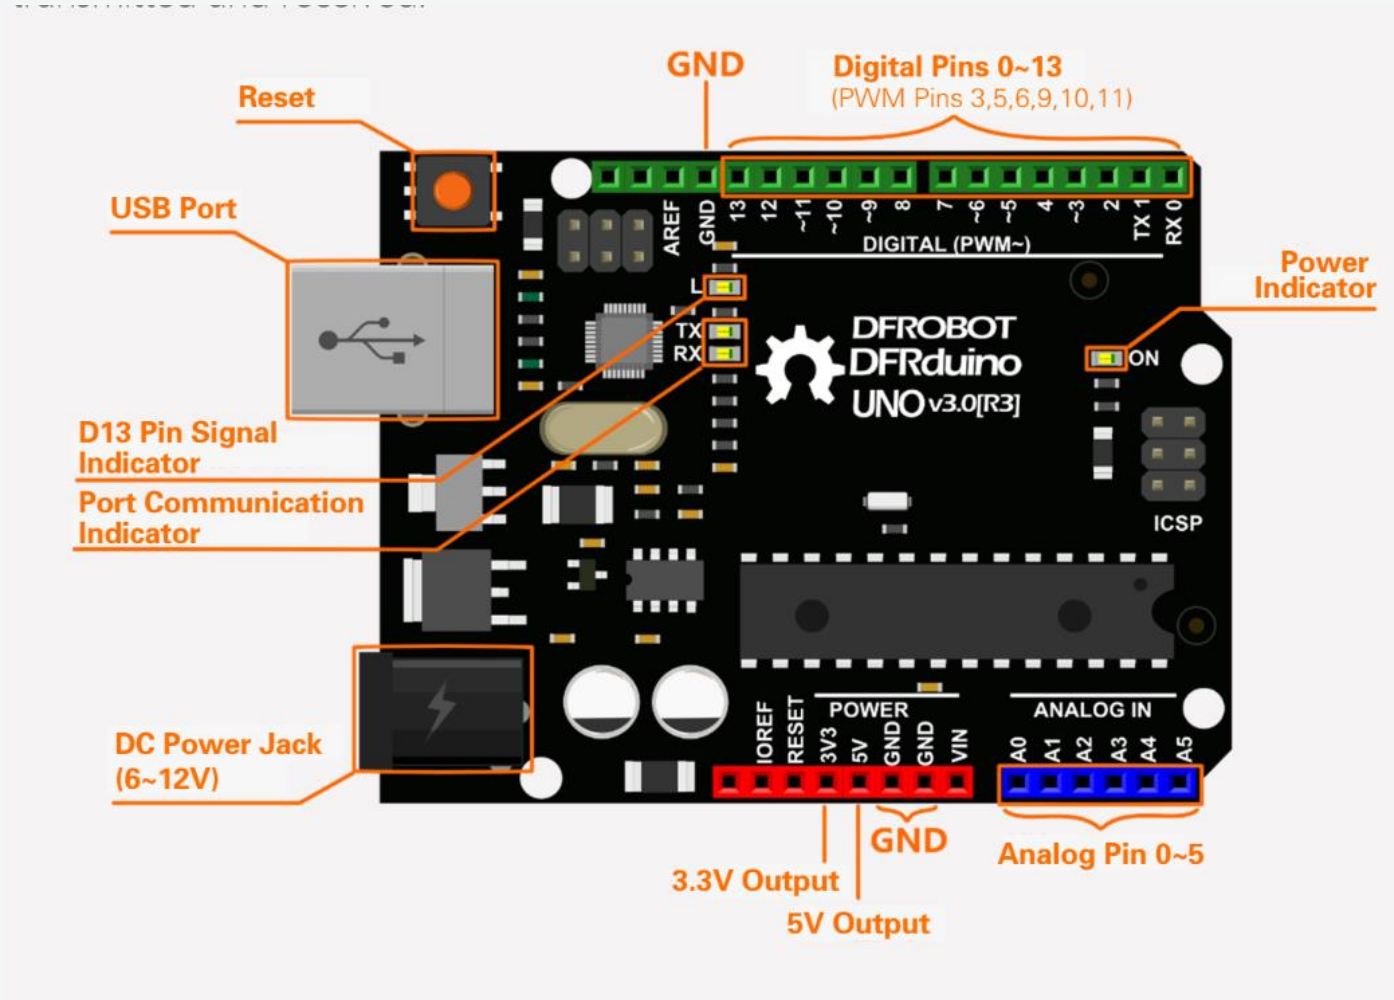 transmitted and received.
GND
Digital Pins 0~13
(PWM Pins 3,5,6,9,10,11)
Reset
USB Port
AREF
GND
13
12
~11
~10
~9
8
7
~6
~5
4
~3
2
TX 1
RX 0
DIGITAL (PWM~)
Power
Indicator
L
TX
RX
DFROBOT
DFRduino
UNO v3.0[R3]
ON
D13 Pin Signal
Indicator
Port Communication
Indicator
ICSP
DC Power Jack
(6~12V)
POWER
ANALOG IN
IOREF
RESET
3V3
5V
GND
GND
VIN
A0
A1
A2
A3
A4
A5
GND
Analog Pin 0~5
3.3V Output
5V Output